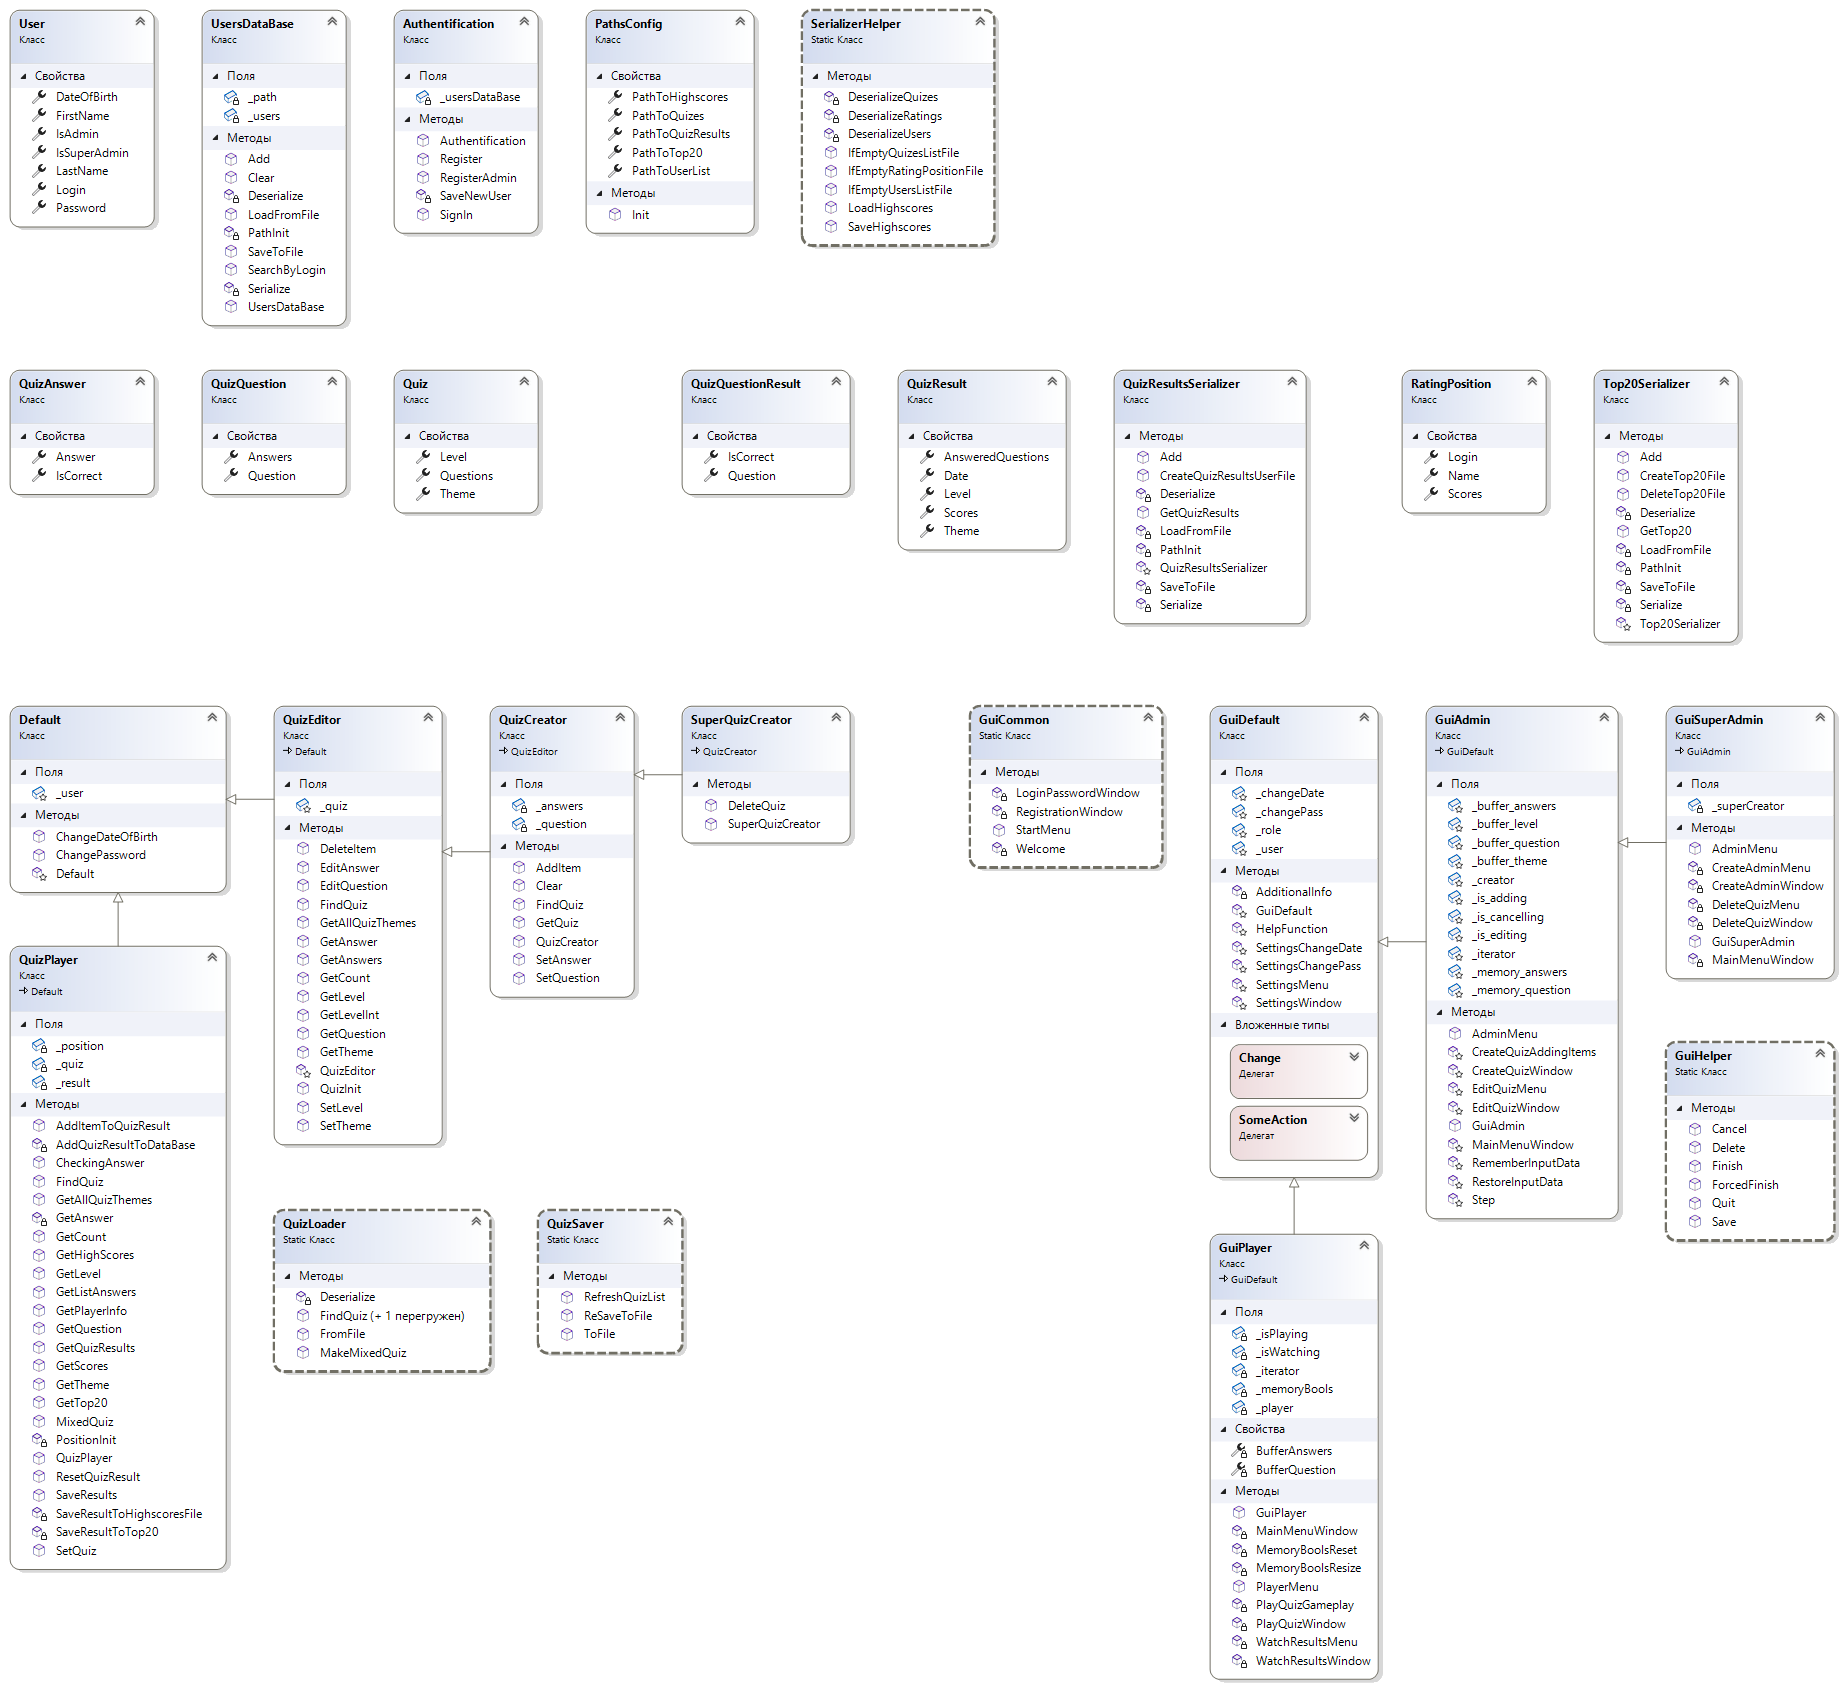 User
Класс
Свойства
DateOfBirth
FirstName
IsAdmin
IsSuperAdmin
LastName
Login
Password
UsersDataBase
Класс
Поля
_path
_users
Методы
Add
Clear
Deserialize
LoadFromFile
PathInit
SaveToFile
SearchByLogin
Serialize
UsersDataBase
Authentification
Класс
Поля
_usersDataBase
Методы
Authentification
Register
RegisterAdmin
SaveNewUser
SignIn
PathsConfig
Класс
Свойства
PathToHighscores
PathToQuizes
PathToQuizResults
PathToTop20
PathToUserList
Методы
Init
SerializerHelper
Static Класс
Методы
DeserializeQuizes
DeserializeRatings
DeserializeUsers
IfEmptyQuizesListFile
IfEmptyRatingPositionFile
IfEmptyUsersListFile
LoadHighscores
SaveHighscores
QuizAnswer
Класс
Свойства
Answer
IsCorrect
QuizQuestion
Класс
Свойства
Answers
Question
Quiz
Класс
Свойства
Level
Questions
Theme
QuizQuestionResult
Класс
Свойства
IsCorrect
Question
QuizResult
Класс
Свойства
AnsweredQuestions
Date
Level
Scores
Theme
QuizResultsSerializer
Класс
Методы
Add
CreateQuizResultsUserFile
Deserialize
GetQuizResults
LoadFromFile
PathInit
QuizResultsSerializer
SaveToFile
Serialize
RatingPosition
Класс
Свойства
Login
Name
Scores
Top20Serializer
Класс
Методы
Add
CreateTop20File
DeleteTop20File
Deserialize
GetTop20
LoadFromFile
PathInit
SaveToFile
Serialize
Top20Serializer
Default
Класс
Поля
_user
Методы
ChangeDateOfBirth
ChangePassword
Default
QuizEditor
Класс
Default
Поля
_quiz
Методы
DeleteItem
EditAnswer
EditQuestion
FindQuiz
GetAllQuizThemes
GetAnswer
GetAnswers
GetCount
GetLevel
GetLevelInt
GetQuestion
GetTheme
QuizEditor
QuizInit
SetLevel
SetTheme
QuizCreator
Класс
QuizEditor
Поля
_answers
_question
Методы
AddItem
Clear
FindQuiz
GetQuiz
QuizCreator
SetAnswer
SetQuestion
SuperQuizCreator
Класс
QuizCreator
Методы
DeleteQuiz
SuperQuizCreator
GuiCommon
Static Класс
Методы
LoginPasswordWindow
RegistrationWindow
StartMenu
Welcome
GuiDefault
Класс
Поля
_changeDate
_changePass
_role
_user
Методы
AdditionalInfo
GuiDefault
HelpFunction
SettingsChangeDate
SettingsChangePass
SettingsMenu
SettingsWindow
Вложенные типы
Change
Делегат
SomeAction
Делегат
GuiAdmin
Класс
GuiDefault
Поля
_buffer_answers
_buffer_level
_buffer_question
_buffer_theme
_creator
_is_adding
_is_cancelling
_is_editing
_iterator
_memory_answers
_memory_question
Методы
AdminMenu
CreateQuizAddingItems
CreateQuizWindow
EditQuizMenu
EditQuizWindow
GuiAdmin
MainMenuWindow
RememberInputData
RestoreInputData
Step
GuiSuperAdmin
Класс
GuiAdmin
Поля
_superCreator
Методы
AdminMenu
CreateAdminMenu
CreateAdminWindow
DeleteQuizMenu
DeleteQuizWindow
GuiSuperAdmin
MainMenuWindow
QuizPlayer
Класс
Default
Поля
_position
_quiz
_result
Методы
AddItemToQuizResult
AddQuizResultToDataBase
CheckingAnswer
FindQuiz
GetAllQuizThemes
GetAnswer
GetCount
GetHighScores
GetLevel
GetListAnswers
GetPlayerInfo
GetQuestion
GetQuizResults
GetScores
GetTheme
GetTop20
MixedQuiz
PositionInit
QuizPlayer
ResetQuizResult
SaveResults
SaveResultToHighscoresFile
SaveResultToTop20
SetQuiz
GuiHelper
Static Класс
Методы
Cancel
Delete
Finish
ForcedFinish
Quit
Save
QuizLoader
Static Класс
Методы
Deserialize
FindQuiz (+ 1 перегружен)
FromFile
MakeMixedQuiz
QuizSaver
Static Класс
Методы
RefreshQuizList
ReSaveToFile
ToFile
GuiPlayer
Класс
GuiDefault
Поля
_isPlaying
_isWatching
_iterator
_memoryBools
_player
Свойства
BufferAnswers
BufferQuestion
Методы
GuiPlayer
MainMenuWindow
MemoryBoolsReset
MemoryBoolsResize
PlayerMenu
PlayQuizGameplay
PlayQuizWindow
WatchResultsMenu
WatchResultsWindow